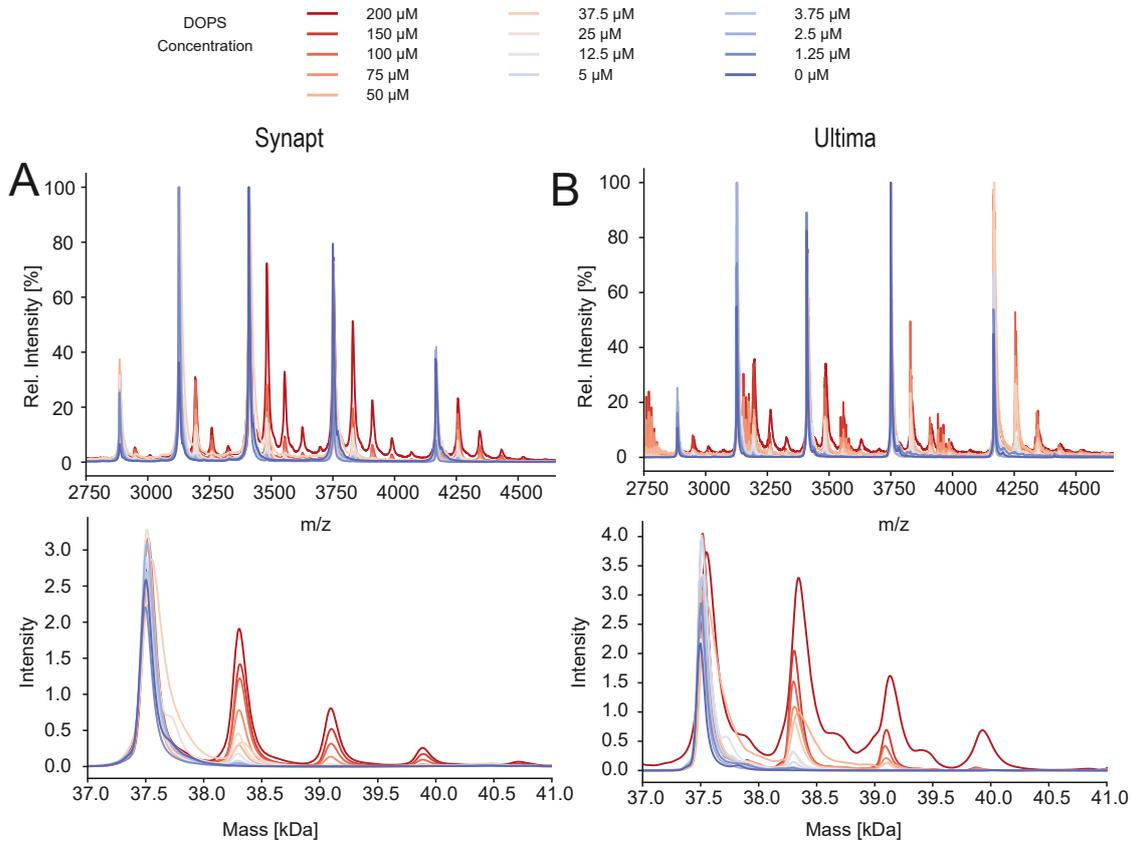 DOPS
Concentration
200 µM
150 µM
100 µM
75 µM
50 µM
37.5 µM
25 µM
12.5 µM
5 µM
3.75 µM
2.5 µM
1.25 µM
0 µM
Synapt
Ultima
A
Rel. Intensity [%]
100
80
60
40
20
0
2750 3000 3250 3500 3750 4000 4250 4500
m/z
B
Rel. Intensity [%]
100
80
60
40
20
0
2750 3000 3250 3500 3750 4000 4250 4500
m/z
Intensity
3.0
2.5
2.0
1.5
1.0
0.5
0.0
37.0 37.5 38.0 38.5 39.0 39.5 40.0 40.5 41.0
Mass [kDa]
Intensity
4.0
3.5
3.0
2.5
2.0
1.5
1.0
0.5
0.0
37.0 37.5 38.0 38.5 39.0 39.5 40.0 40.5 41.0
Mass [kDa]